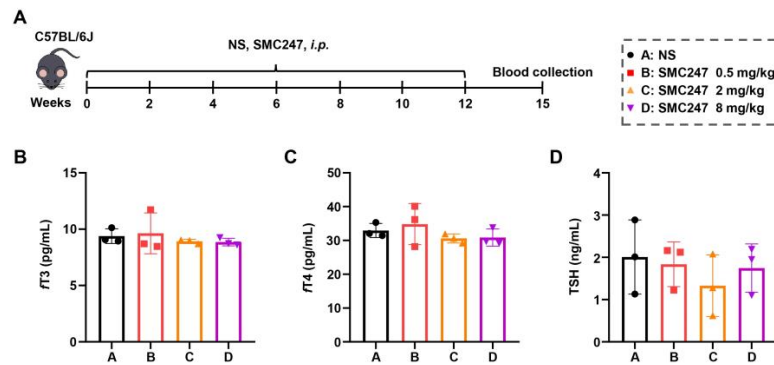 A
C57BL/6J
NS, SMC247, i.p.
Blood collection
Weeks 0 2 4 6 8 10 12 15
A: NS
B: SMC247 0.5 mg/kg
C: SMC247 2 mg/kg
D: SMC247 8 mg/kg
B
fT3 (pg/mL)
15
10
5
0
A B C D
C
fT4 (pg/mL)
50
40
30
20
10
0
A B C D
D
TSH (ng/mL)
4
3
2
1
0
A B C D